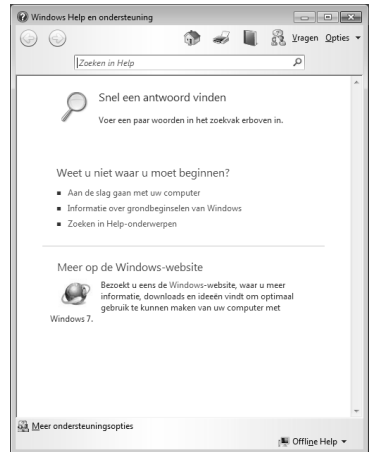 Windows Help en ondersteuning
Vragen Opties
Zoeken in Help
Snel een antwoord vinden
Voer een paar woorden in het zoekvak erboven in.
Weet u niet waar u moet beginnen?
Aan de slag gaan met uw computer
Informatie over grondbeginselen van Windows
Zoeken in Help-onderwerpen
Meer op de Windows-website
Bezoekt u eens de Windows-website, waar u meer
informatie, downloads en ideeën vindt om optimaal
gebruik te kunnen maken van uw computer met
Windows 7.
Meer ondersteuningsopties
Offline Help